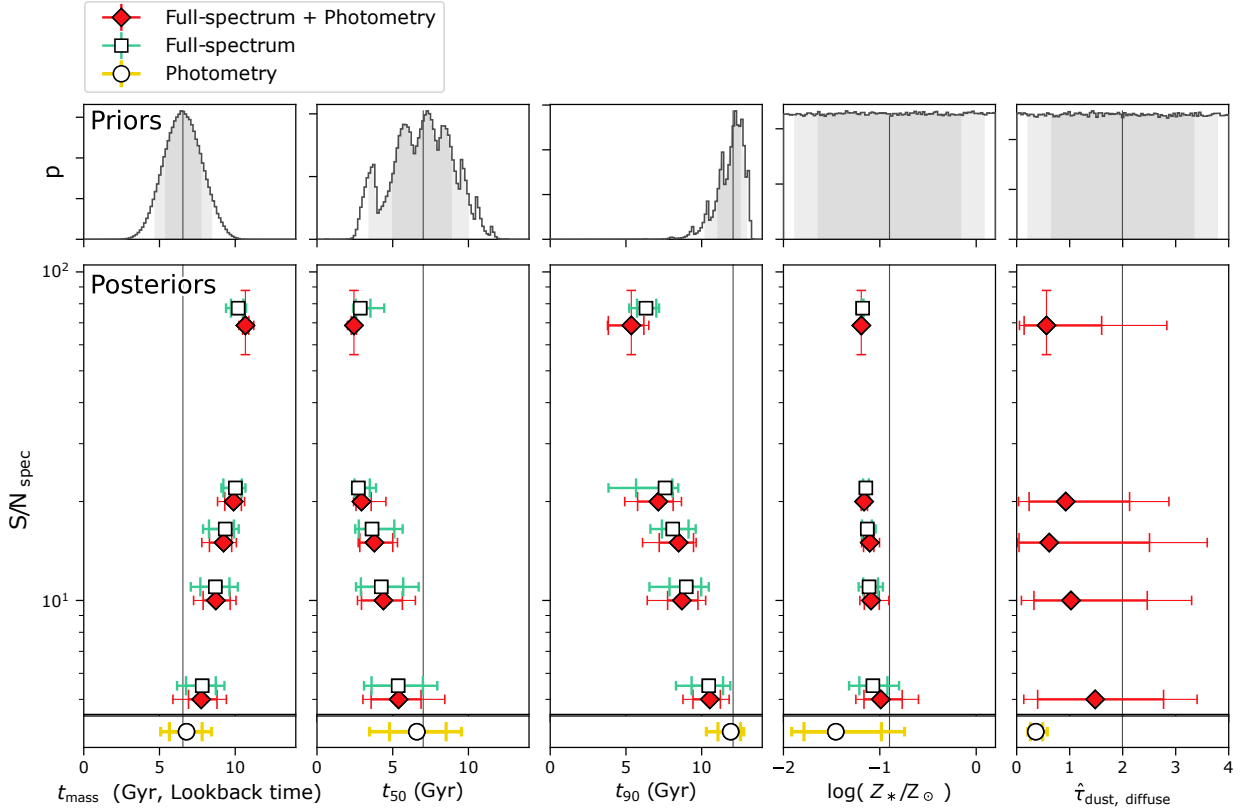 Full-spectrum + Photometry
Full-spectrum
Photometry
Priors
p
Posteriors
10²
10¹
S/N spec
0 5 10
0 5 10
0 5 10
−2 −1 0
0 1 2 3 4
t_mass (Gyr, Lookback time)
t_50 (Gyr)
t_90 (Gyr)
log( Z_*/Z_⊙ )
τ̂_dust, diffuse